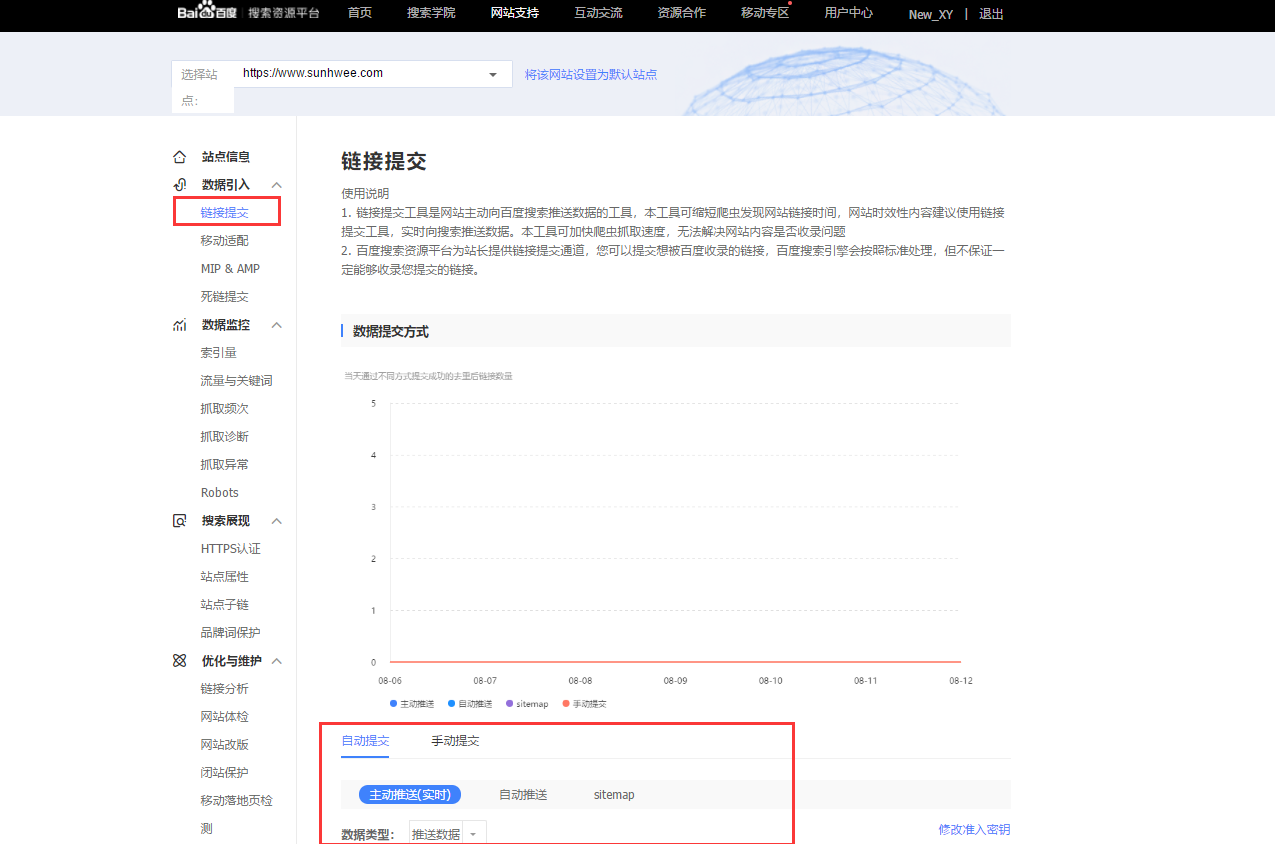 Bai百度 搜索资源平台 首页 搜索学院 网站支持 互动交流 资源合作 移动专区 用户中心 New_XY | 退出
选择站点： https://www.sunhwee.com 将该网站设置为默认站点
站点信息
数据引入
链接提交
移动适配
MIP & AMP
死链提交
数据监控
索引量
流量与关键词
抓取频次
抓取诊断
抓取异常
Robots
搜索展现
HTTPS认证
站点属性
站点子链
品牌词保护
优化与维护
链接分析
网站体检
网站改版
闭站保护
移动落地页检
测
链接提交
使用说明
1. 链接提交工具是网站主动向百度搜索推送数据的工具，本工具可缩短爬虫发现网站链接时间，网站时效性内容建议使用链接
提交工具，实时向搜索推送数据。本工具可加快爬虫抓取速度，无法解决网站内容是否收录问题
2. 百度搜索资源平台为站长提供链接提交通道，您可以提交想被百度收录的链接，百度搜索引擎会按照标准处理，但不保证一
定能够收录您提交的链接。
数据提交方式
当天通过不同方式提交成功的去重后链接数量
5
4
3
2
1
0
08-06 08-07 08-08 08-09 08-10 08-11 08-12
主动推送 自动推送 sitemap 手动提交
自动提交 手动提交
主动推送(实时) 自动推送 sitemap
数据类型： 推送数据 修改准入密钥